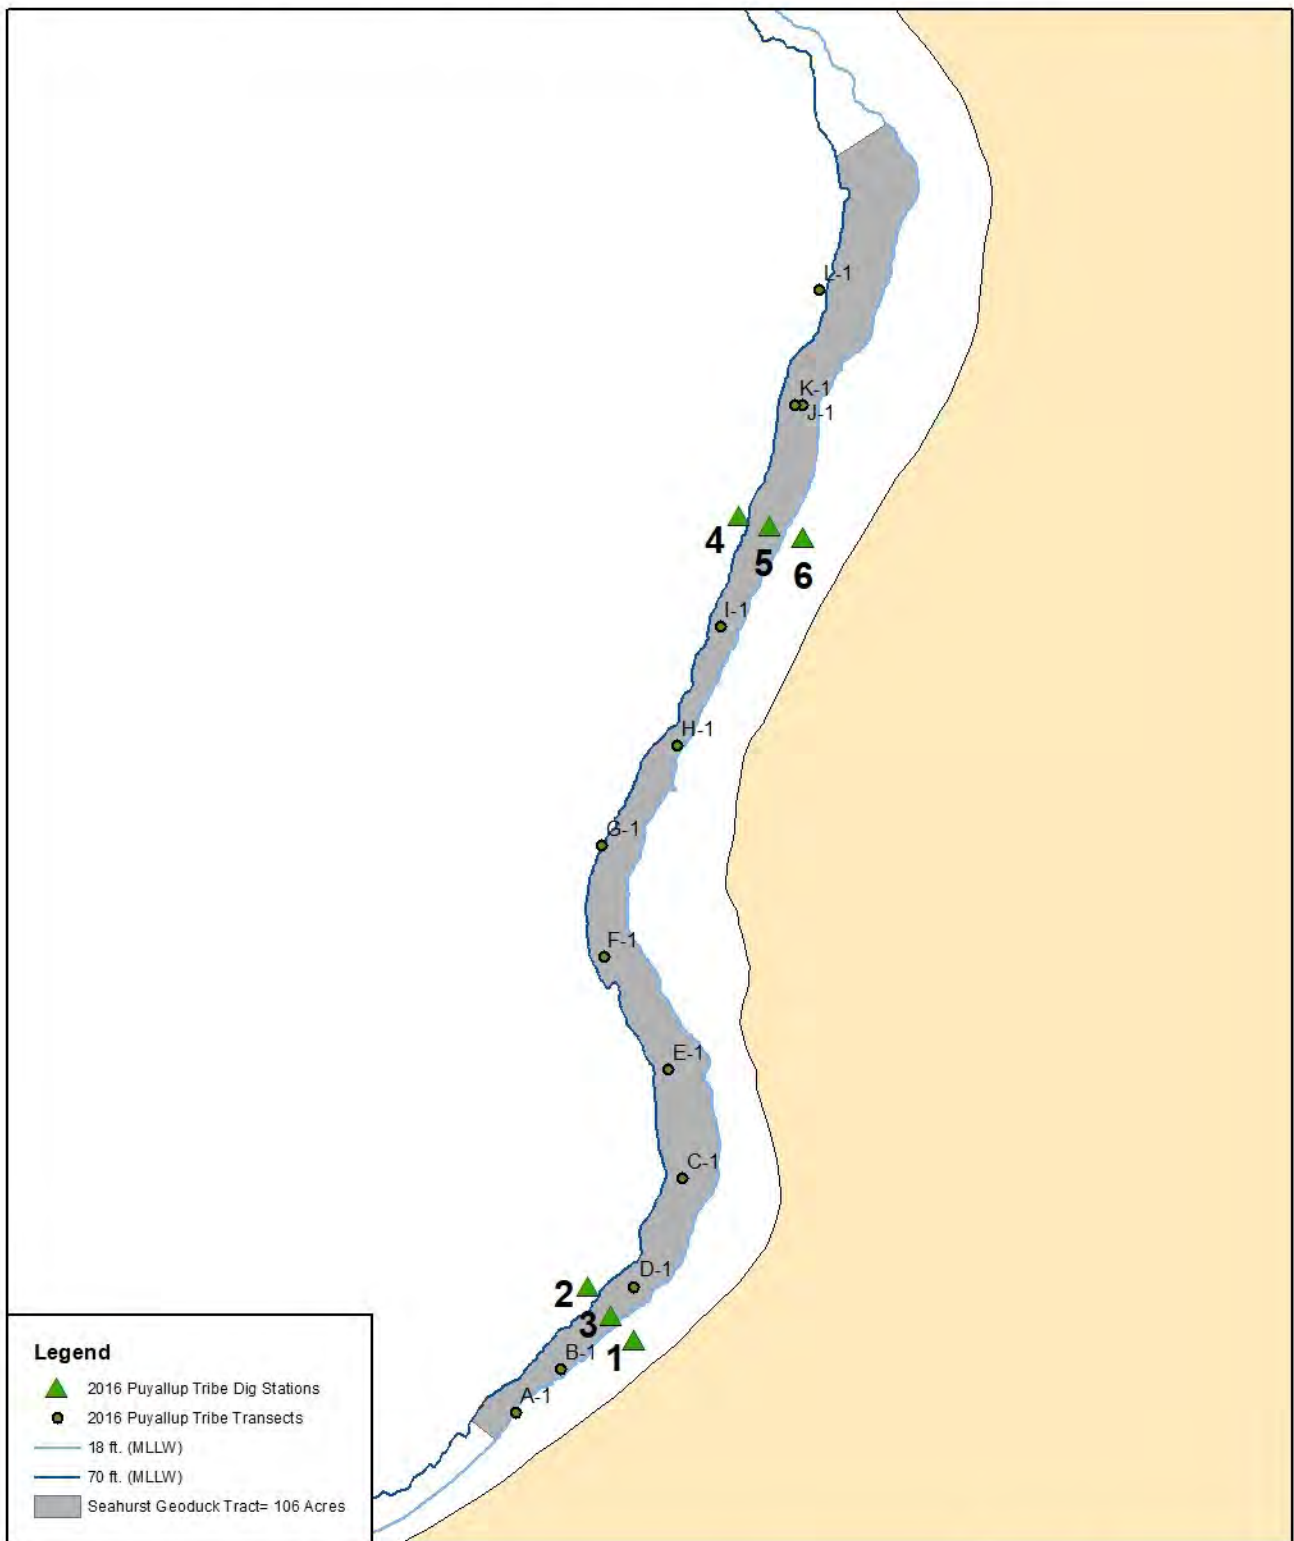 L-1
K-1
J-1
4
5
6
I-1
H-1
G-1
F-1
E-1
C-1
D-1
2
3
1
B-1
A-1
Legend
2016 Puyallup Tribe Dig Stations
2016 Puyallup Tribe Transects
18 ft. (MLLW)
70 ft. (MLLW)
Seahurst Geoduck Tract= 106 Acres